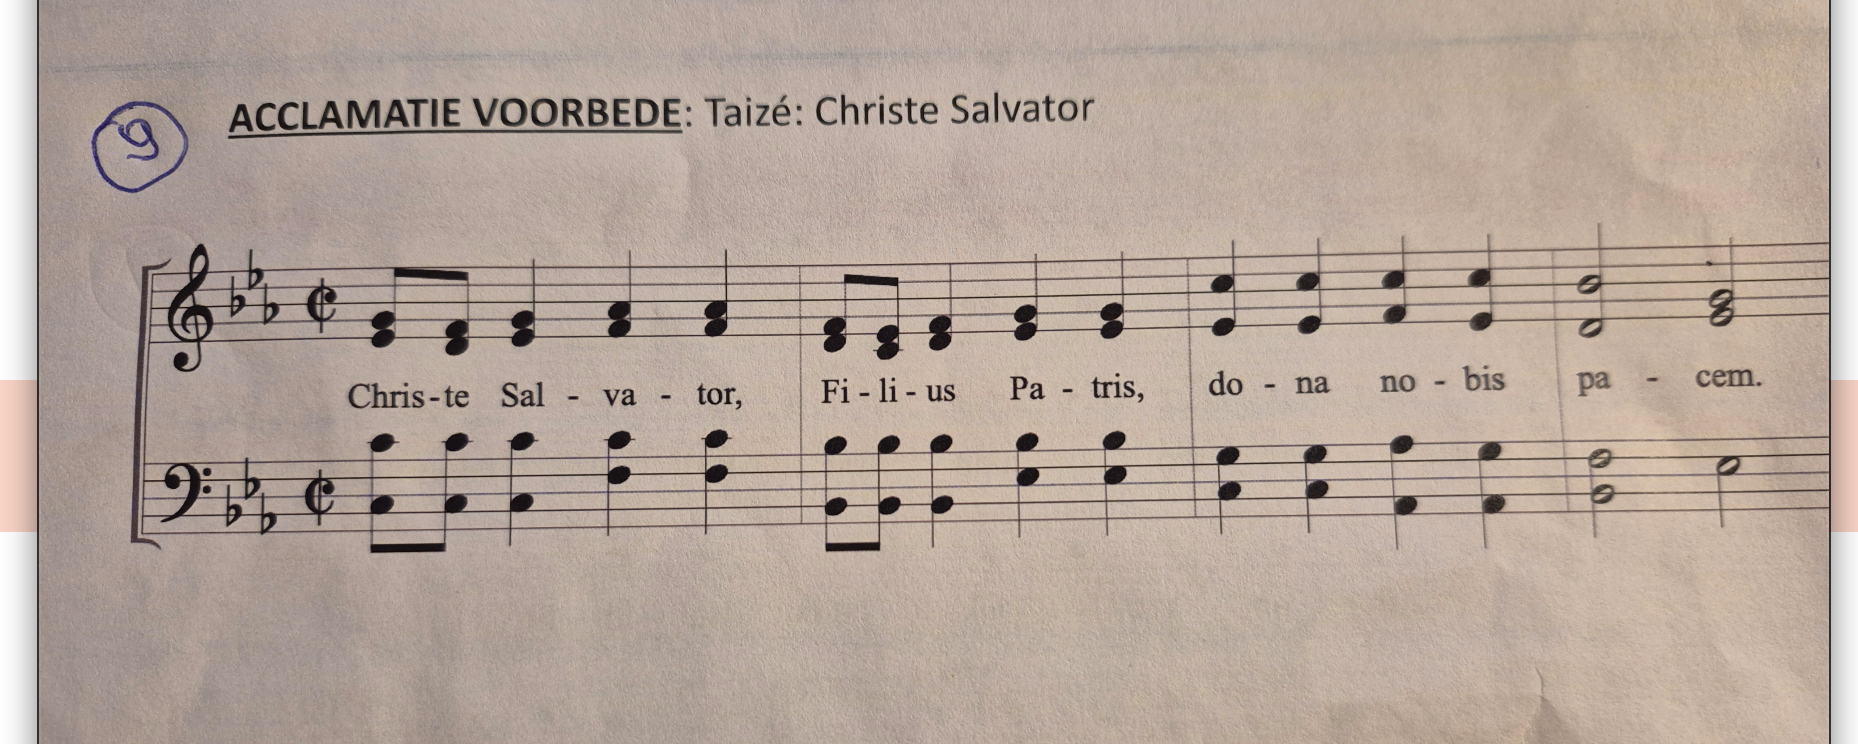 9
ACCLAMATIE VOORBEDE: Taizé: Christe Salvator
Chris-te Sal - va - tor, Fi - li - us Pa - tris, do - na no - bis pa - cem.